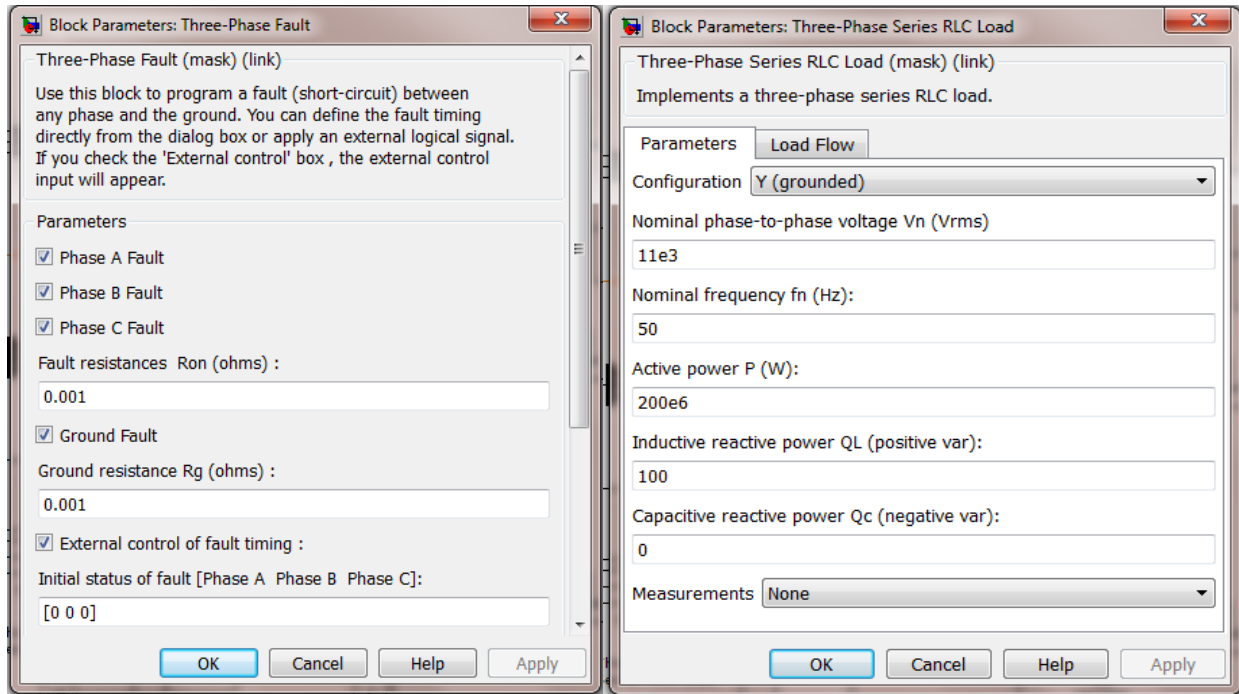 Block Parameters: Three-Phase Fault
Three-Phase Fault (mask) (link)
Use this block to program a fault (short-circuit) between
any phase and the ground. You can define the fault timing
directly from the dialog box or apply an external logical signal.
If you check the 'External control' box , the external control
input will appear.
Parameters
Phase A Fault
Phase B Fault
Phase C Fault
Fault resistances Ron (ohms) :
0.001
Ground Fault
Ground resistance Rg (ohms) :
0.001
External control of fault timing :
Initial status of fault [Phase A Phase B Phase C]:
[0 0 0]
OK Cancel Help Apply
Block Parameters: Three-Phase Series RLC Load
Three-Phase Series RLC Load (mask) (link)
Implements a three-phase series RLC load.
Parameters Load Flow
Configuration Y (grounded)
Nominal phase-to-phase voltage Vn (Vrms)
11e3
Nominal frequency fn (Hz):
50
Active power P (W):
200e6
Inductive reactive power QL (positive var):
100
Capacitive reactive power Qc (negative var):
0
Measurements None
OK Cancel Help Apply